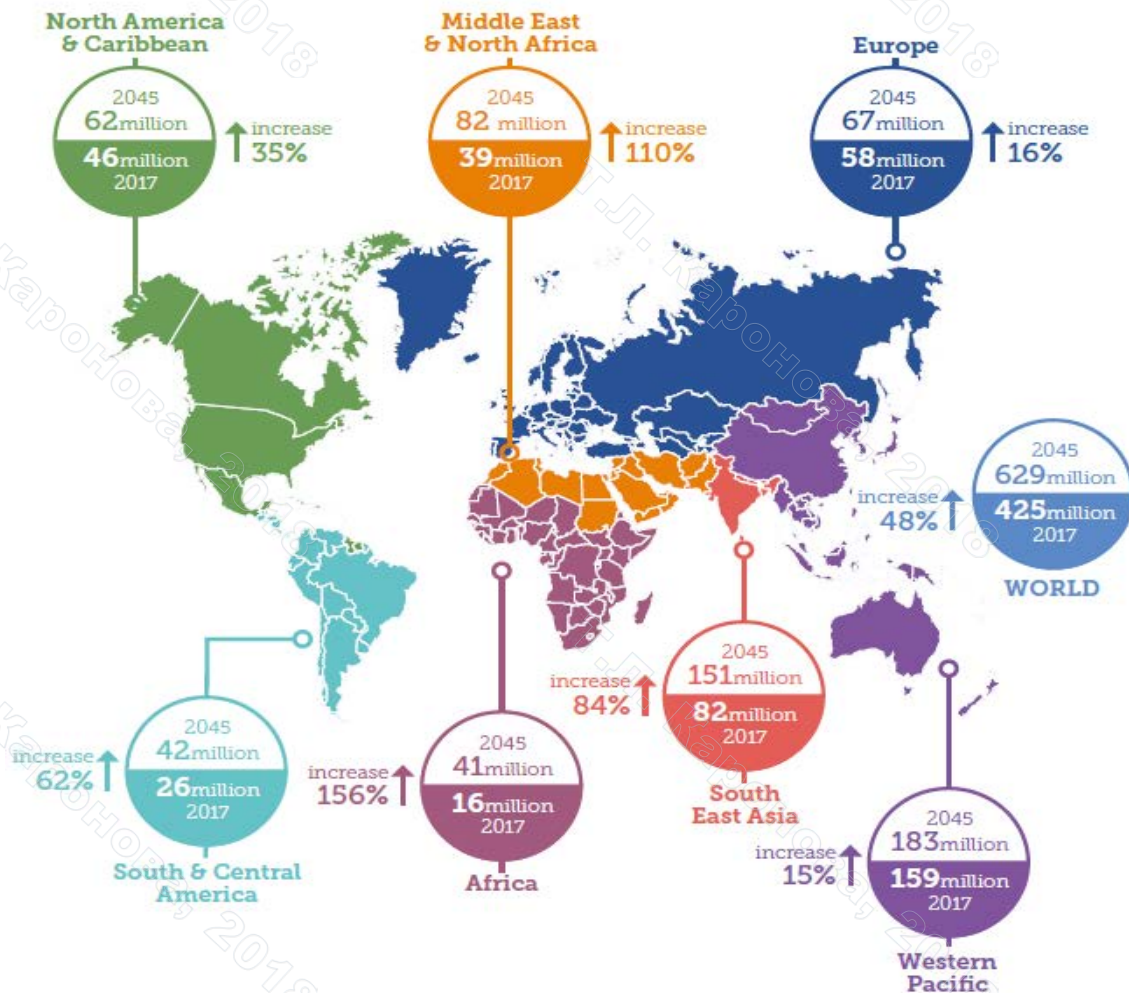 North America
& Caribbean
2045
62million
46million
2017
increase
35%
Middle East
& North Africa
2045
82 million
39million
2017
increase
110%
Europe
2045
67million
58million
2017
increase
16%
2045
629million
425million
2017
increase
48%
WORLD
2045
42million
26million
2017
increase
62%
South & Central
America
2045
41million
16million
2017
increase
156%
Africa
2045
151million
82million
2017
increase
84%
South
East Asia
2045
183million
159million
2017
increase
15%
Western
Pacific
Т.Л. Каронова, 2018